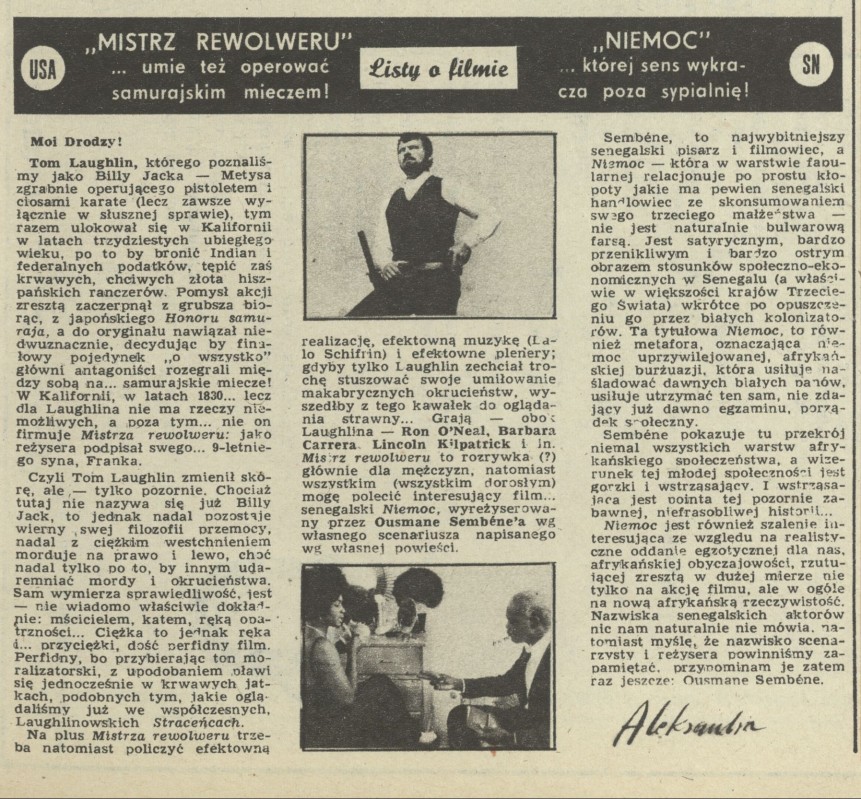 USA
„MISTRZ REWOLWERU"
... umie też operować
samurajskim mieczem!
Listy o filmie
„NIEMOC"
... której sens wykra-
cza poza sypialnię!
SN
Moi Drodzy!
Tom Laughlin, którego poznaliś-
my jako Billy Jacka — Metysa
zgrabnie operującego pistoletem i
ciosami karate (lecz zawsze wy-
łącznie w słusznej sprawie), tym
razem ulokował się w Kalifornii
w latach trzydziestych ubiegłego
wieku, po to by bronić Indian i
federalnych podatków, tępić zaś
krwawych, chciwych złota hisz-
pańskich ranczerów. Pomysł akcji
zresztą zaczerpnął z grubsza bio-
rąc, z japońskiego Honoru samu-
raja, a do oryginału nawiązał nie-
dwuznacznie, decydując by fina-
łowy pojedynek „o wszystko"
główni antagoniści rozegrali mię-
dzy sobą na... samurajskie miecze!
W Kalifornii, w latach 1830... lecz
dla Laughlina nie ma rzeczy nie-
możliwych, a poza tym... nie on
firmuje Mistrza rewolweru: jako
reżysera podpisał swego... 9-letnie-
go syna, Franka.
Czyli Tom Laughlin zmienił skó-
rę, ale — tylko pozornie. Chociaż
tutaj nie nazywa się już Billy
Jack, to jednak nadal pozostaje
wierny swej filozofii przemocy,
nadal z ciężkim westchnieniem
morduje na prawo i lewo, choć
nadal tylko po to, by innym uda-
remniać mordy i okrucieństwa.
Sam wymierza sprawiedliwość, jest
— nie wiadomo właściwie dokład-
nie: mścicielem, katem, ręką opa-
trzności... Ciężka to jednak ręka
i... przyciężki, dość perfidny film.
Perfidny, bo przybierając ton mo-
ralizatorski, z upodobaniem pławi
się jednocześnie w krwawych jat-
kach, podobnych tym, jakie oglą-
daliśmy już we współczesnych,
Laughlinowskich Straceńcach.
Na plus Mistrza rewolweru trze-
ba natomiast policzyć efektowną
realizację, efektowną muzykę (La-
lo Schifrin) i efektowne plenery;
gdyby tylko Laughlin zechciał tro-
chę stuszować swoje umiłowanie
makabrycznych okrucieństw, wy-
szedłby z tego kawałek do ogląda-
nia strawny... Grają — obok
Laughlina — Ron O'Neal, Barbara
Carrera, Lincoln Kilpatrick i in.
Mistrz rewolweru to rozrywka (?)
głównie dla mężczyzn, natomiast
wszystkim (wszystkim dorosłym)
mogę polecić interesujący film...
senegalski Niemoc, wyreżyserowa-
ny przez Ousmane Sembéne'a wg
własnego scenariusza napisanego
wg własnej powieści.
Sembéne, to najwybitniejszy
senegalski pisarz i filmowiec, a
Niemoc — która w warstwie fabu-
larnej relacjonuje po prostu kło-
poty jakie ma pewien senegalski
handlowiec ze skonsumowaniem
swego trzeciego małżeństwa —
nie jest naturalnie bulwarową
farsą. Jest satyrycznym, bardzo
przenikliwym i bardzo ostrym
obrazem stosunków społeczno-eko-
nomicznych w Senegalu (a właści-
wie w większości krajów Trzecie-
go Świata) wkrótce po opuszcze-
niu go przez białych kolonizato-
rów. Ta tytułowa Niemoc, to rów-
nież metafora, oznaczająca nie-
moc uprzywilejowanej, afrykań-
skiej burżuazji, która usiłuje na-
śladować dawnych białych panów,
usiłuje utrzymać ten sam, nie zda-
jący już dawno egzaminu, porzą-
dek społeczny.
Sembéne pokazuje tu przekrój
niemal wszystkich warstw afry-
kańskiego społeczeństwa, a wize-
runek tej młodej społeczności jest
gorzki i wstrząsający. I wstrząsa-
jąca jest pointa tej pozornie za-
bawnej, niefrasobliwej historii...
Niemoc jest również szalenie in-
teresująca ze względu na realisty-
czne oddanie egzotycznej dla nas,
afrykańskiej obyczajowości, rzutu-
jącej zresztą w dużej mierze nie
tylko na akcję filmu, ale w ogóle
na nową afrykańską rzeczywistość.
Nazwiska senegalskich aktorów
nic nam naturalnie nie mówią, na-
tomiast myślę, że nazwisko scena-
rzysty i reżysera powinniśmy za-
pamiętać, przypominam je zatem
raz jeszcze: Ousmane Sembéne.
Aleksandra